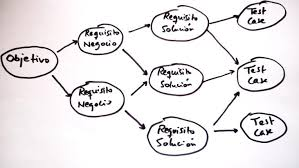 Objetivo
Requisito
Negocio
Requisito
Negocio
Requisito
Solución
Requisito
Solución
Requisito
Solución
Test
Case
Test
Case
Test
Case